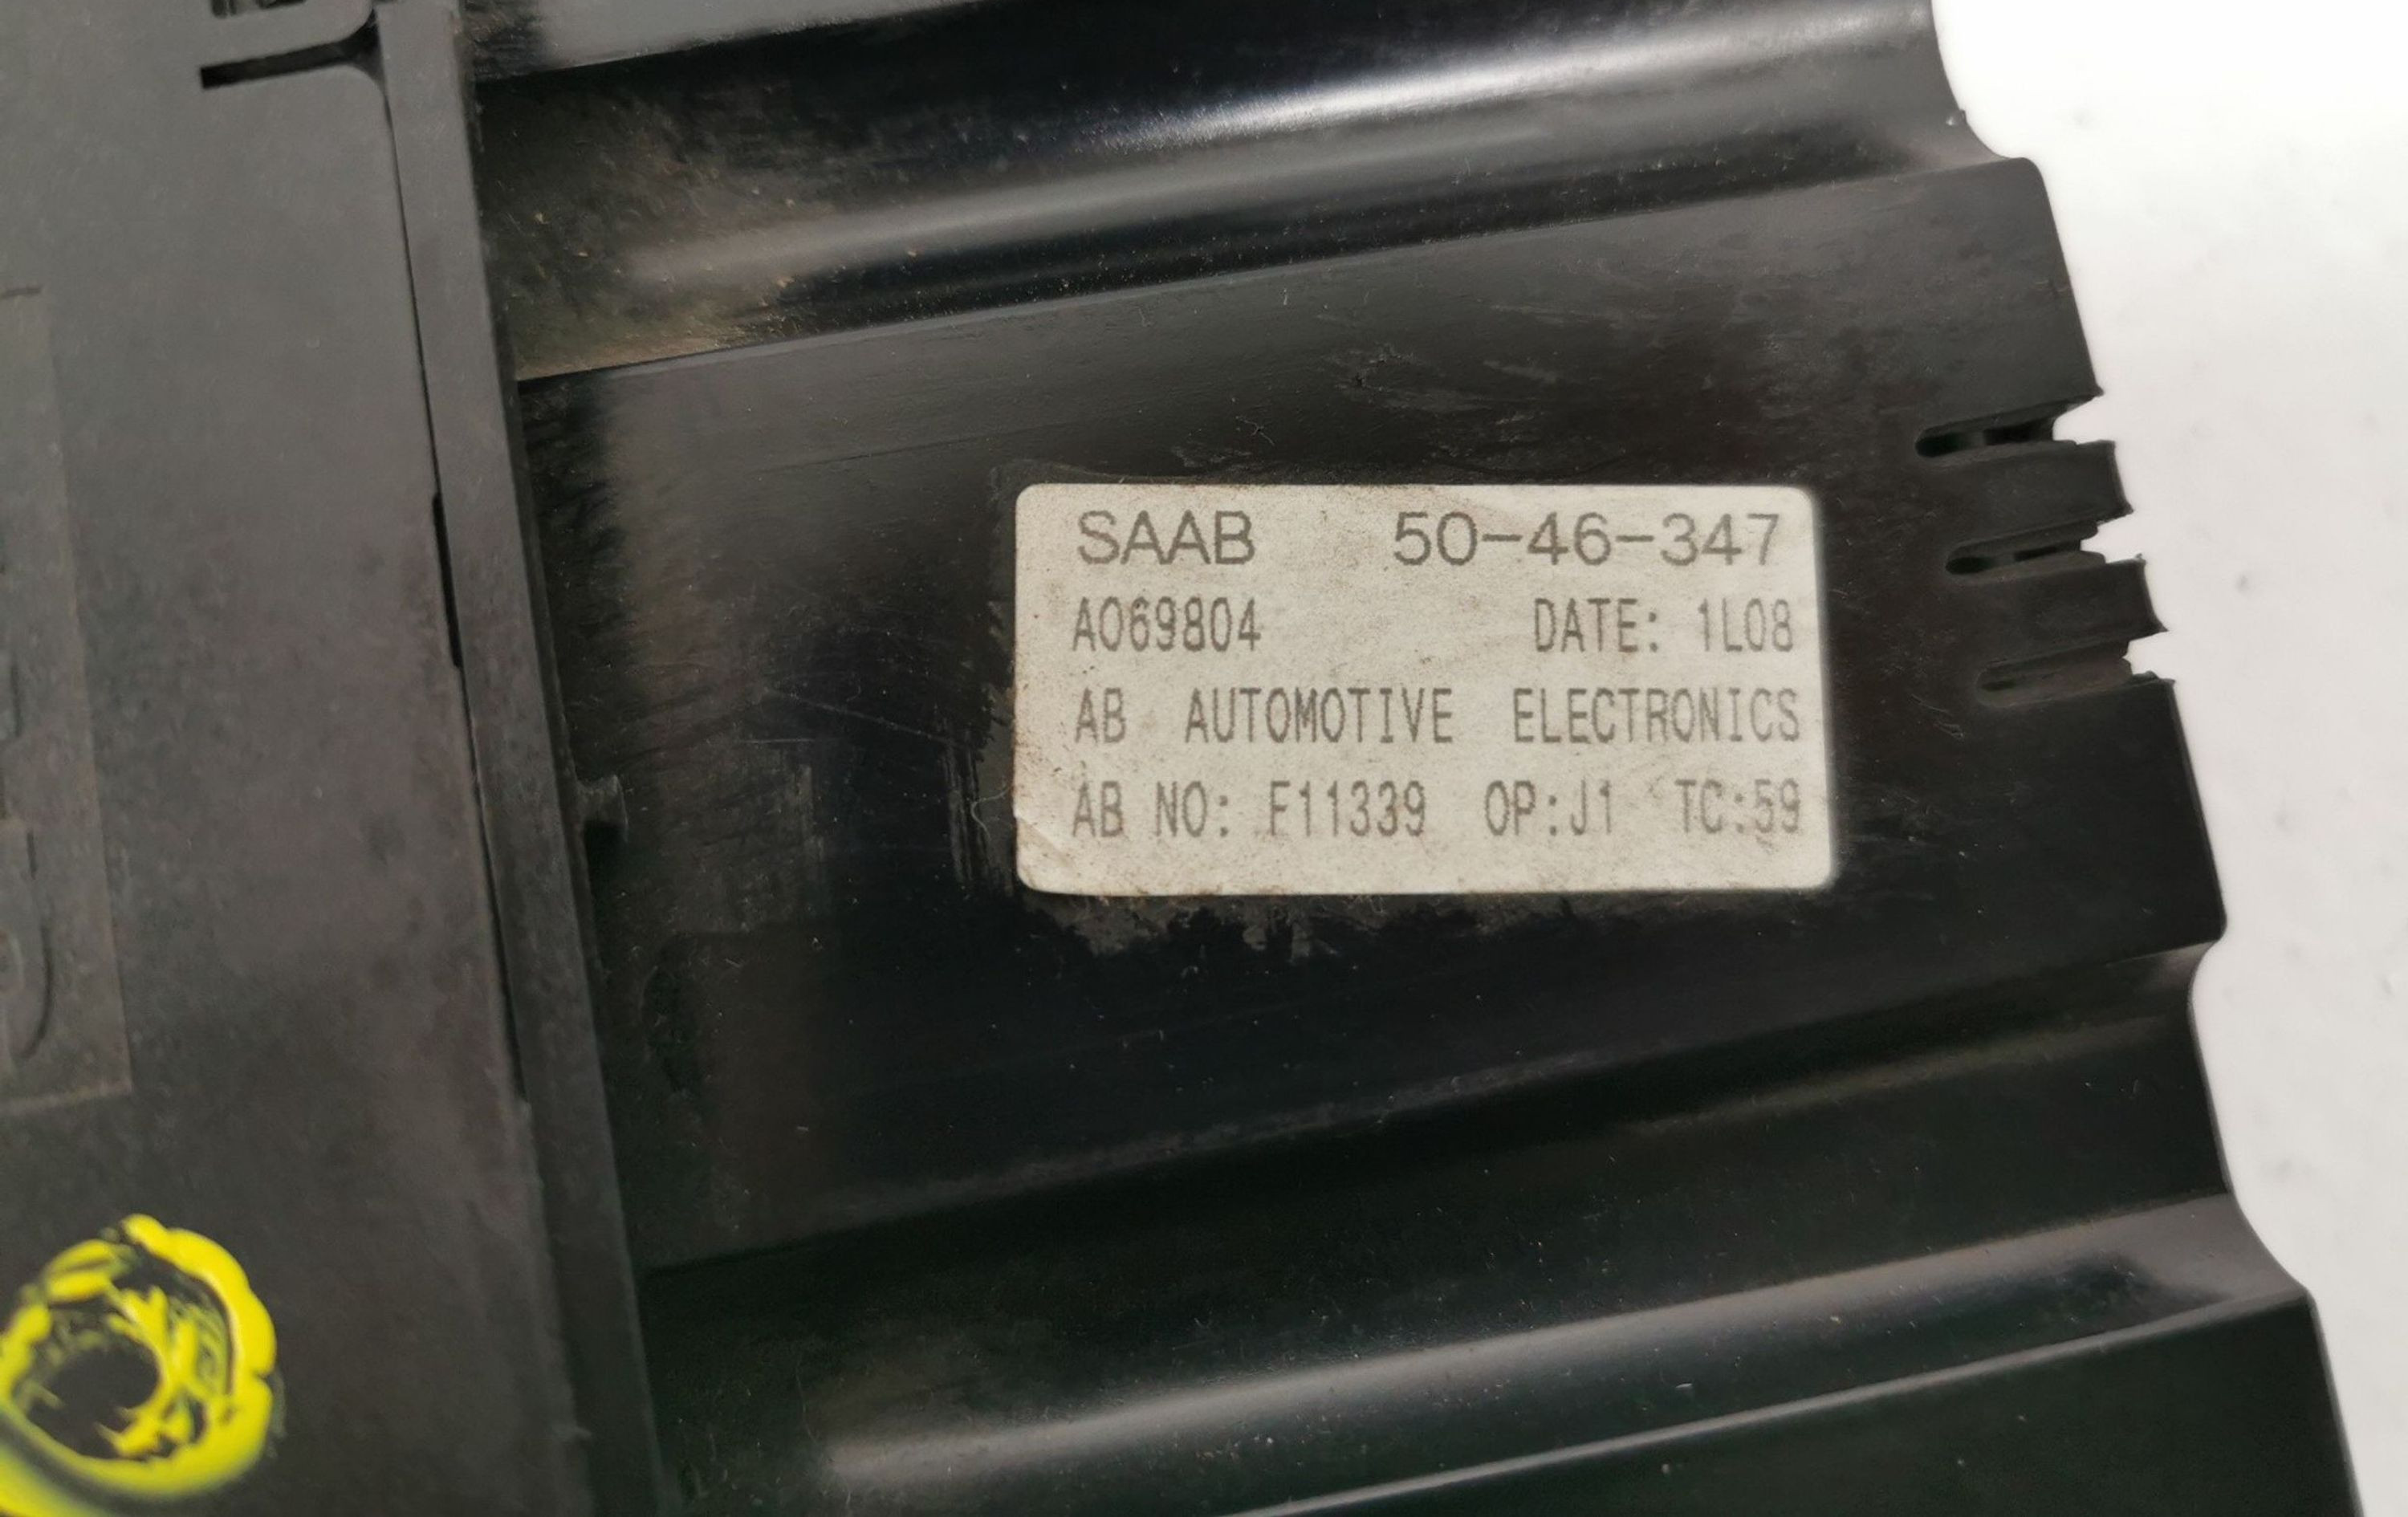 SAAB 50-46-347
A069804 DATE: 1L08
AB AUTOMOTIVE ELECTRONICS
AB NO: F11339 OP:J1 TC:59